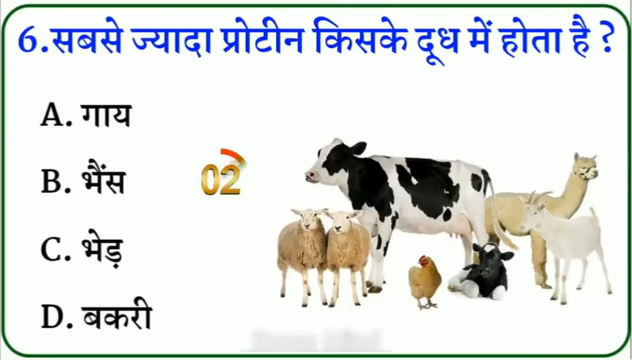 6.सबसे ज्यादा प्रोटीन किसके दूध में होता है ?
A. गाय
B. भैंस
02
C. भेड़
D. बकरी